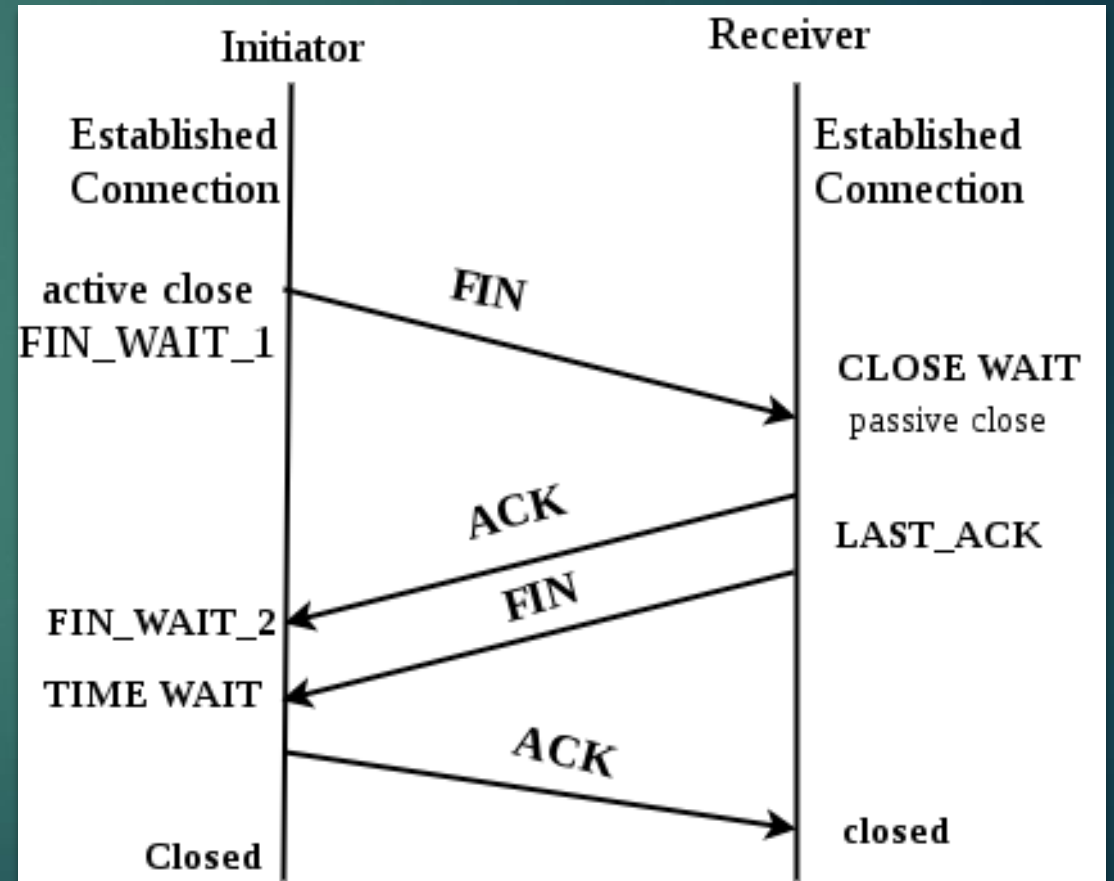 Initiator
Receiver
Established
Connection
Established
Connection
active close
FIN_WAIT_1
FIN
CLOSE WAIT
passive close
ACK
LAST_ACK
FIN
FIN_WAIT_2
TIME WAIT
ACK
closed
Closed